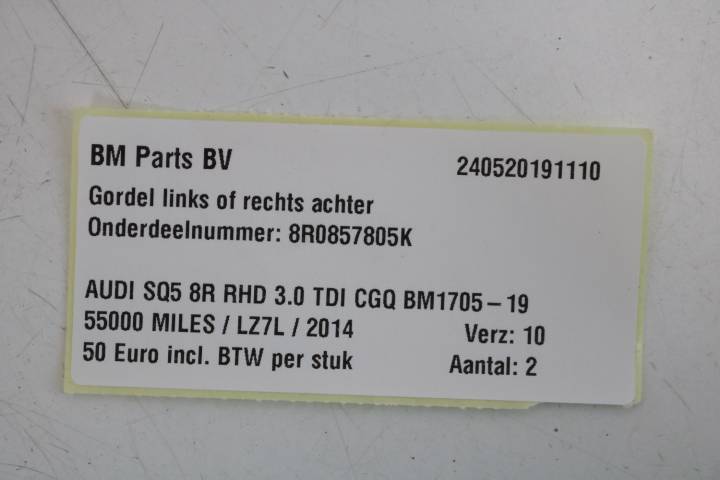 BM Parts BV 240520191110
Gordel links of rechts achter
Onderdeelnummer: 8R0857805K
AUDI SQ5 8R RHD 3.0 TDI CGQ BM1705-19
55000 MILES / LZ7L / 2014 Verz: 10
50 Euro incl. BTW per stuk Aantal: 2